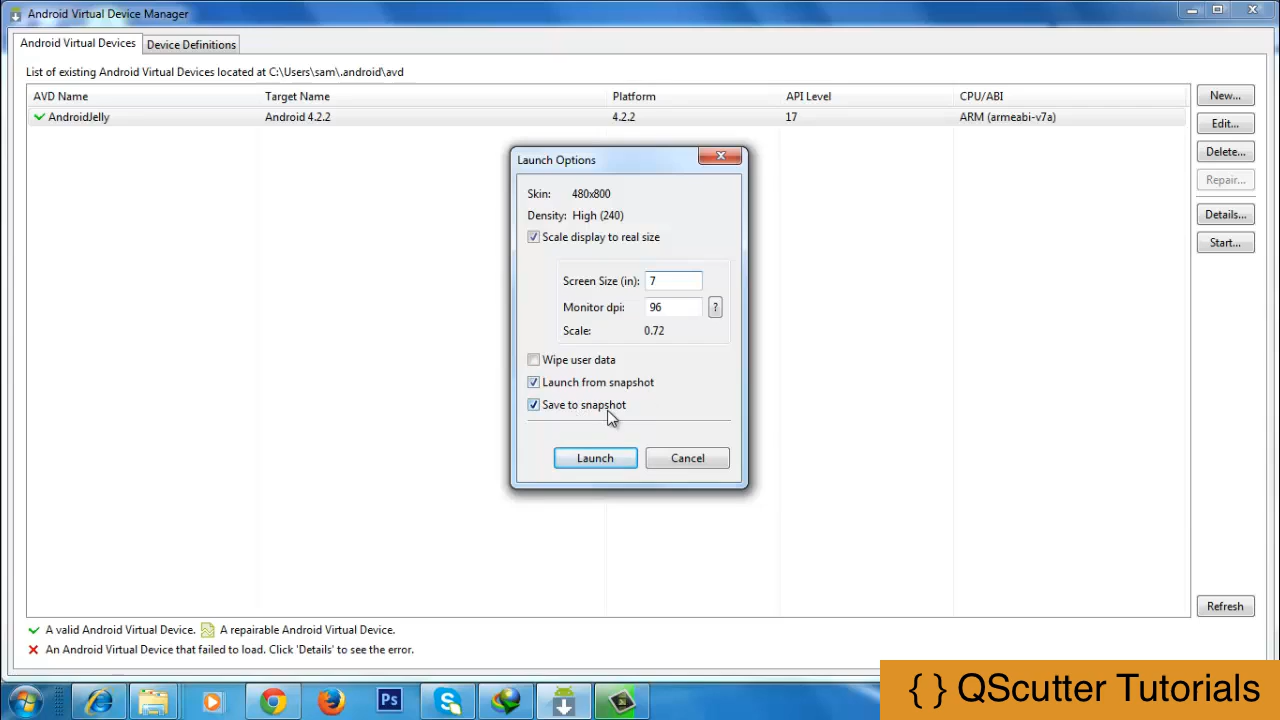 Android Virtual Device Manager
Android Virtual Devices
Device Definitions
List of existing Android Virtual Devices located at C:\Users\sam\.android\avd
AVD Name Target Name Platform API Level CPU/ABI
AndroidJelly Android 4.2.2 4.2.2 17 ARM (armeabi-v7a)
New...
Edit...
Delete...
Repair...
Details...
Start...
Refresh
Launch Options
Skin: 480x800
Density: High (240)
Scale display to real size
Screen Size (in): 7
Monitor dpi: 96 ?
Scale: 0.72
Wipe user data
Launch from snapshot
Save to snapshot
Launch Cancel
A valid Android Virtual Device. A repairable Android Virtual Device.
An Android Virtual Device that failed to load. Click 'Details' to see the error.
Ps
{ } QScutter Tutorials